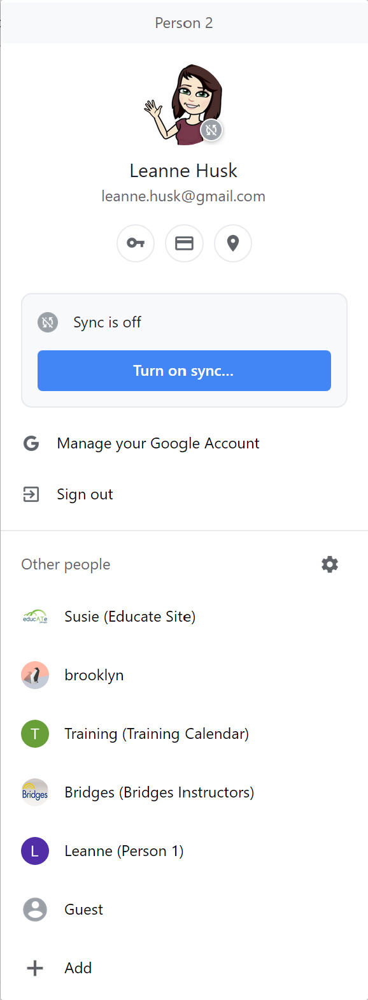 Person 2
Leanne Husk
leanne.husk@gmail.com
Sync is off
Turn on sync...
Manage your Google Account
Sign out
Other people
educATe
Susie (Educate Site)
brooklyn
T
Training (Training Calendar)
Bridges
Bridges (Bridges Instructors)
L
Leanne (Person 1)
Guest
Add